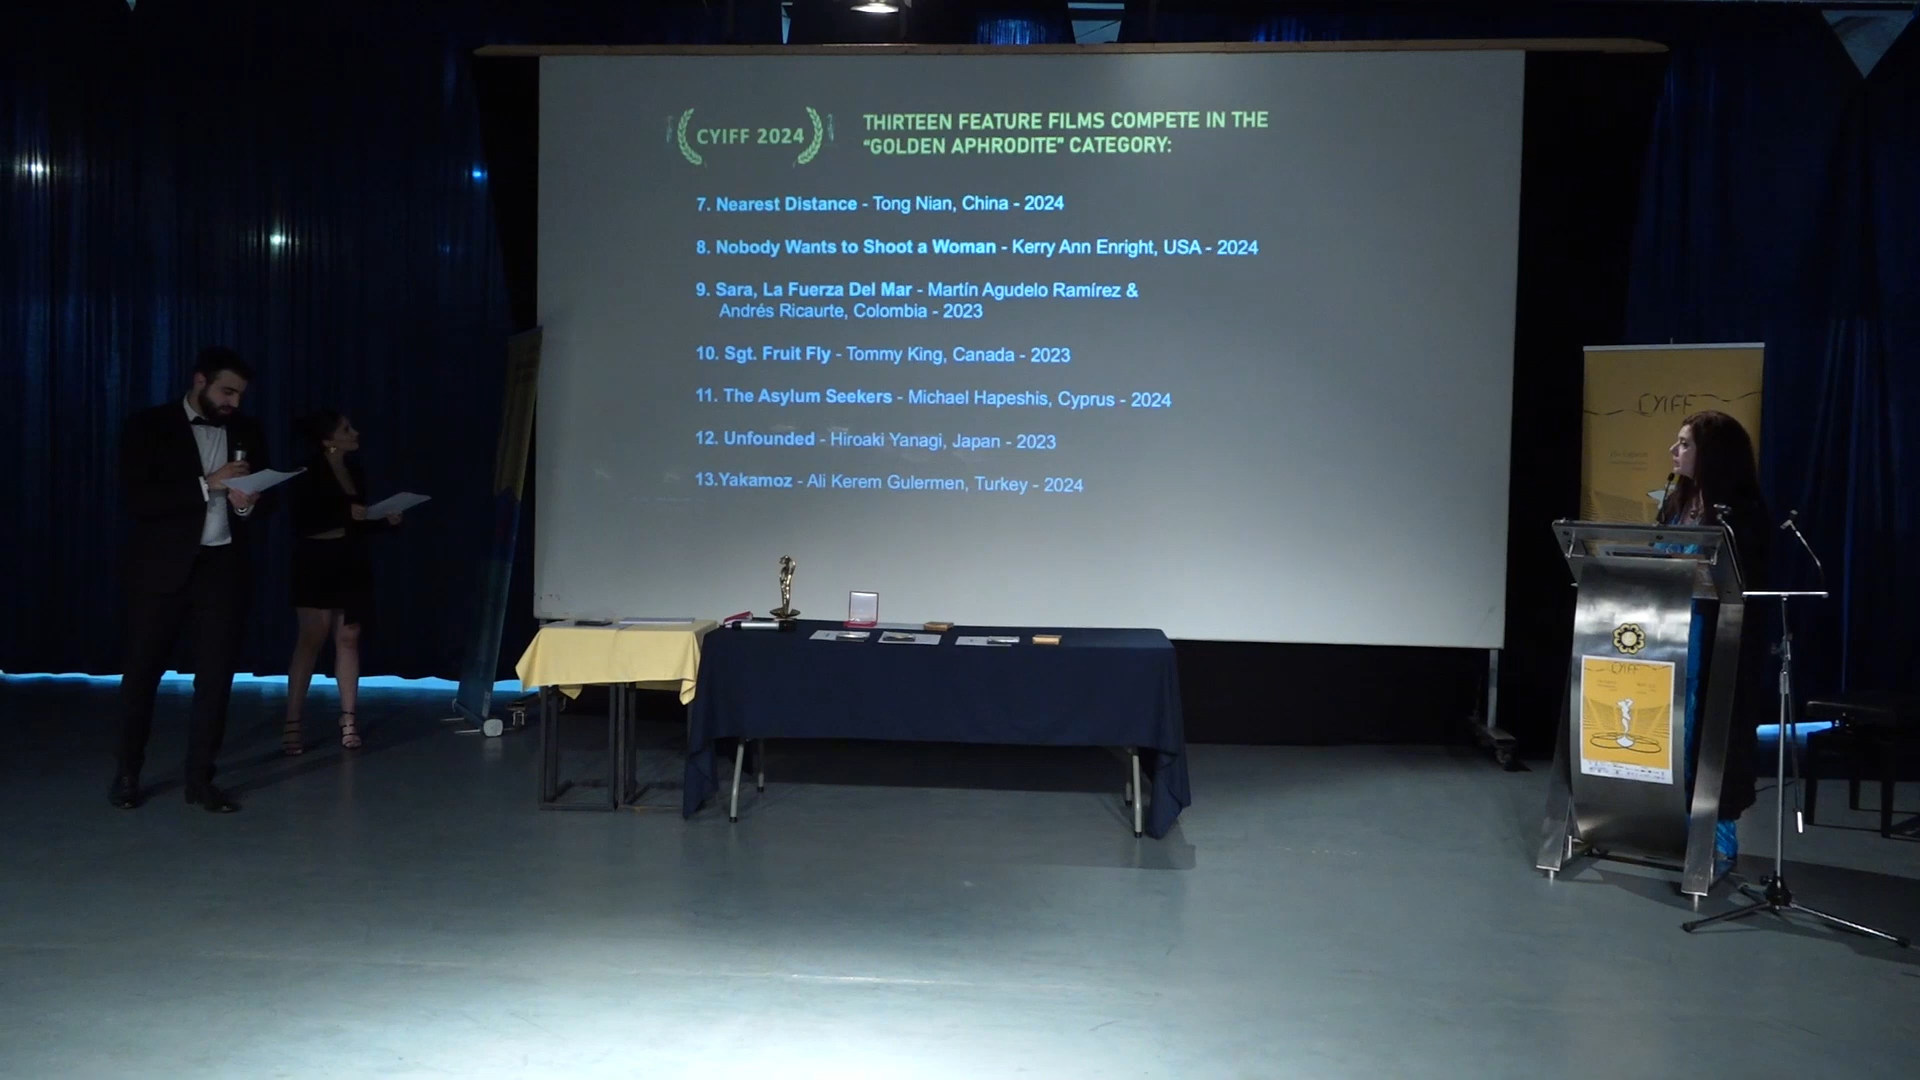 CYIFF 2024
THIRTEEN FEATURE FILMS COMPETE IN THE
“GOLDEN APHRODITE” CATEGORY:
7. Nearest Distance - Tong Nian, China - 2024
8. Nobody Wants to Shoot a Woman - Kerry Ann Enright, USA - 2024
9. Sara, La Fuerza Del Mar - Martín Agudelo Ramírez &
Andrés Ricaurte, Colombia - 2023
10. Sgt. Fruit Fly - Tommy King, Canada - 2023
11. The Asylum Seekers - Michael Hapeshis, Cyprus - 2024
12. Unfounded - Hiroaki Yanagi, Japan - 2023
13.Yakamoz - Ali Kerem Gulermen, Turkey - 2024
CYIFF
CYIFF